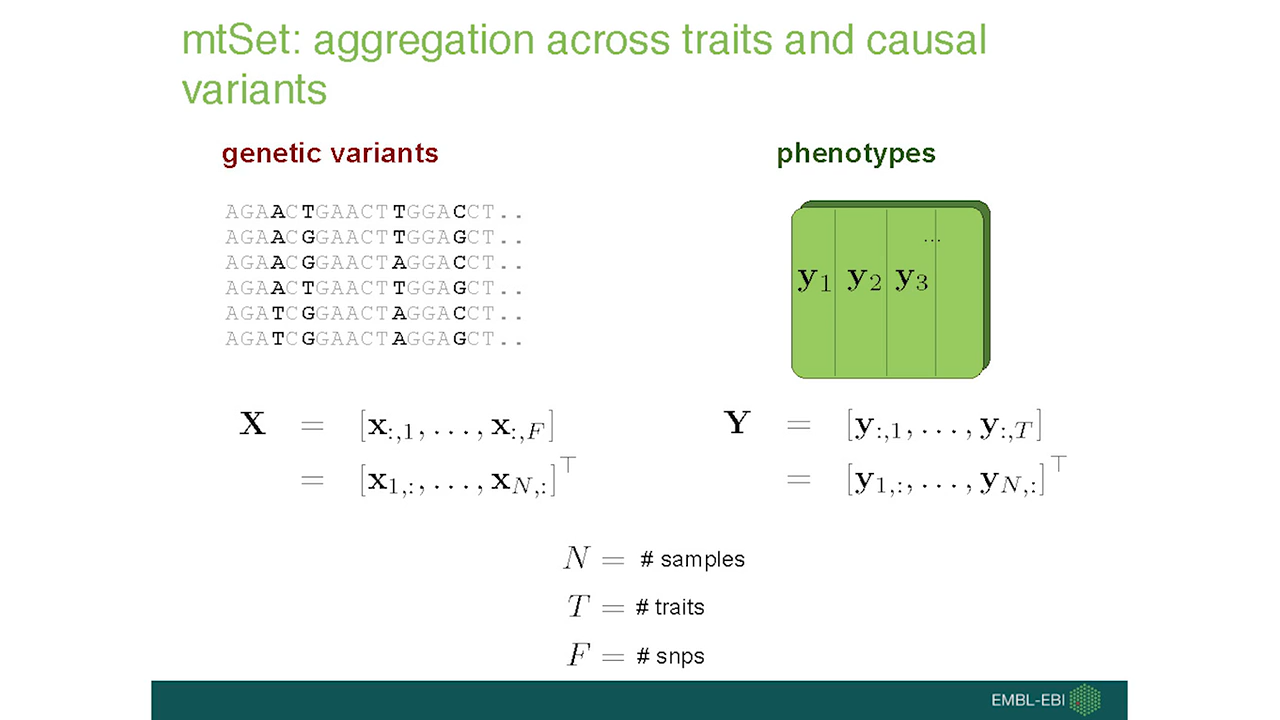 mtSet: aggregation across traits and causal
variants
genetic variants
AGAACTGAACTTGGACCT..
AGAACGGAACTTGGAGCT..
AGAACGGAACTAGGACCT..
AGAACTGAACTTGGAGCT..
AGATCGGAACTAGGACCT..
AGATCGGAACTAGGAGCT..
phenotypes
...
y₁ y₂ y₃
X = [x:,1, . . . , x:,F]
= [x1,:, . . . , xN,:]⊤
Y = [y:,1, . . . , y:,T]
= [y1,:, . . . , yN,:]⊤
N = # samples
T = # traits
F = # snps
EMBL-EBI